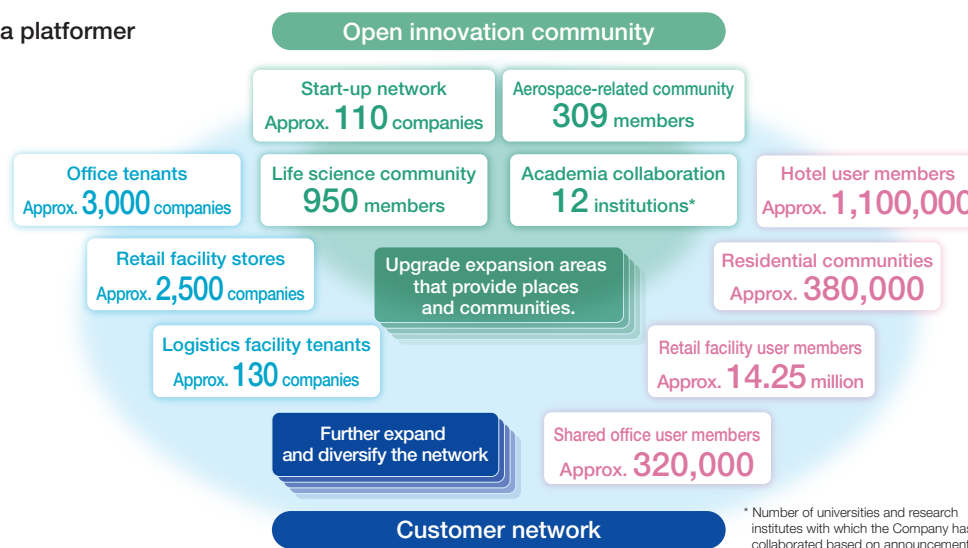 a platformer
Open innovation community
Start-up network
Approx. 110 companies
Aerospace-related community
309 members
Office tenants
Approx. 3,000 companies
Life science community
950 members
Academia collaboration
12 institutions*
Hotel user members
Approx. 1,100,000
Retail facility stores
Approx. 2,500 companies
Upgrade expansion areas
that provide places
and communities.
Residential communities
Approx. 380,000
Logistics facility tenants
Approx. 130 companies
Retail facility user members
Approx. 14.25 million
Further expand
and diversify the network
Shared office user members
Approx. 320,000
Customer network
* Number of universities and research
institutes with which the Company has
collaborated based on announcement